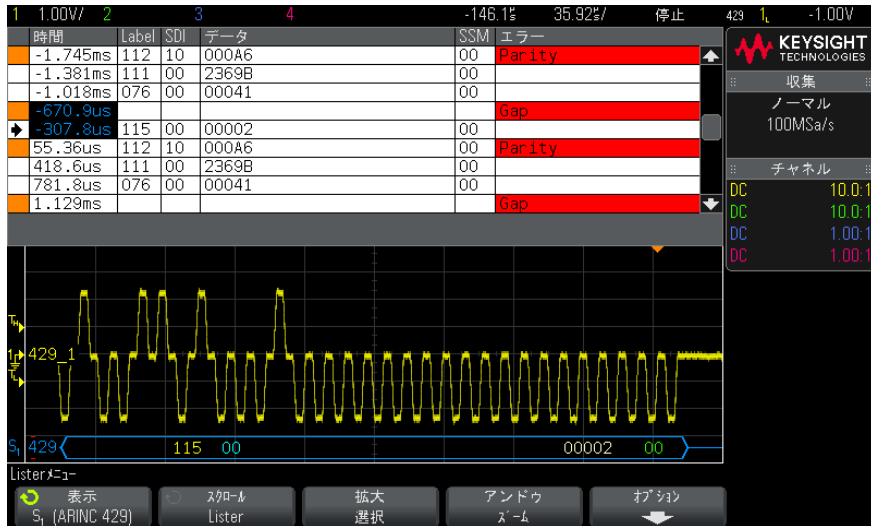 1 1.00V/ 2 3 4 -146.1㎲ 35.92㎲/ 停止 429 1 -1.00V
時間 Label SDI データ SSM エラー
-1.745ms 112 10 000A6 00 Parity
-1.381ms 111 00 2369B 00
-1.018ms 076 00 00041 00
-670.9us Gap
-307.8us 115 00 00002 00
55.36us 112 10 000A6 00 Parity
418.6us 111 00 2369B 00
781.8us 076 00 00041 00
1.129ms Gap
KEYSIGHT
TECHNOLOGIES
収集
ノーマル
100MSa/s
チャネル
DC 10.0:1
DC 10.0:1
DC 1.00:1
DC 1.00:1
TH
1 429_1
TL
S1 429 115 00 00002 00
Listerメニュー
表示
S1 (ARINC 429)
スクロール
Lister
拡大
選択
アンドゥ
ズーム
オプション